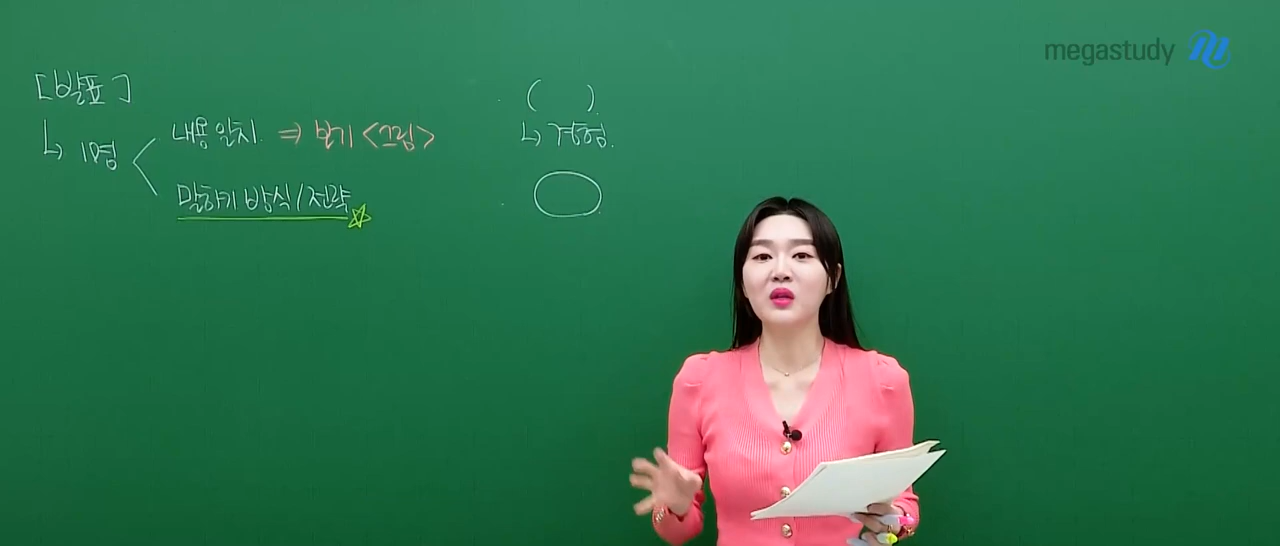 megastudy
[발표]
↳ 1명
내용 일치. ⇒ 보기 <그림>
말하기 방식/전략 ☆
( )
↳ 경청.